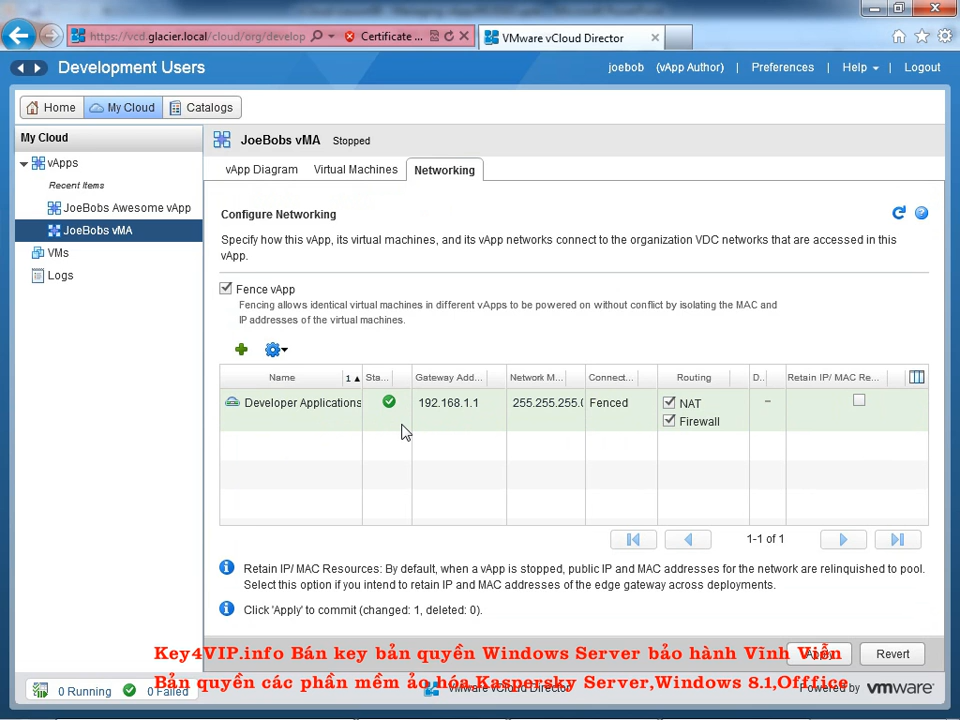 https://vcd.glacier.local/cloud/org/develop
Certificate ...
VMware vCloud Director
Development Users
joebob (vApp Author) | Preferences | Help | Logout
Home
My Cloud
Catalogs
My Cloud
JoeBobs vMA Stopped
vApps
Recent Items
JoeBobs Awesome vApp
JoeBobs vMA
VMs
Logs
vApp Diagram
Virtual Machines
Networking
Configure Networking
Specify how this vApp, its virtual machines, and its vApp networks connect to the organization VDC networks that are accessed in this
vApp.
Fence vApp
Fencing allows identical virtual machines in different vApps to be powered on without conflict by isolating the MAC and
IP addresses of the virtual machines.
Name 1 ▲ Sta... Gateway Add... Network M... Connect... Routing D.. Retain IP/ MAC Re...
Developer Applications 192.168.1.1 255.255.255.0 Fenced NAT –
Firewall
1-1 of 1
Retain IP/ MAC Resources: By default, when a vApp is stopped, public IP and MAC addresses for the network are relinquished to pool.
Select this option if you intend to retain IP and MAC addresses of the edge gateway across deployments.
Click 'Apply' to commit (changed: 1, deleted: 0).
Revert
Key4VIP.info Bán key bản quyền Windows Server bảo hành Vĩnh Viễn
Bản quyền các phần mềm ảo hóa,Kaspersky Server,Windows 8.1,Offfice
0 Running
0 Failed
VMware vCloud Director
Powered by vmware